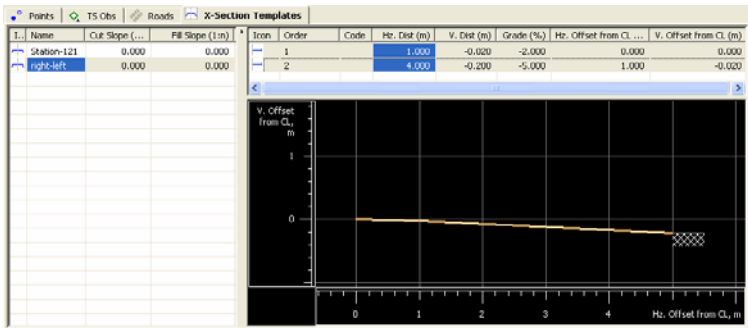 Points TS Obs Roads X-Section Templates
I.. Name Cut Slope (... Fill Slope (1:n)
Station-121 0.000 0.000
right-left 0.000 0.000
Icon Order Code Hz. Dist (m) V. Dist (m) Grade (%) Hz. Offset from CL ... V. Offset from CL (m)
1 1.000 -0.020 -2.000 0.000 0.000
2 4.000 -0.200 -5.000 1.000 -0.020
V. Offset
from CL,
m
1
0
0 1 2 3 4 Hz. Offset from CL, m